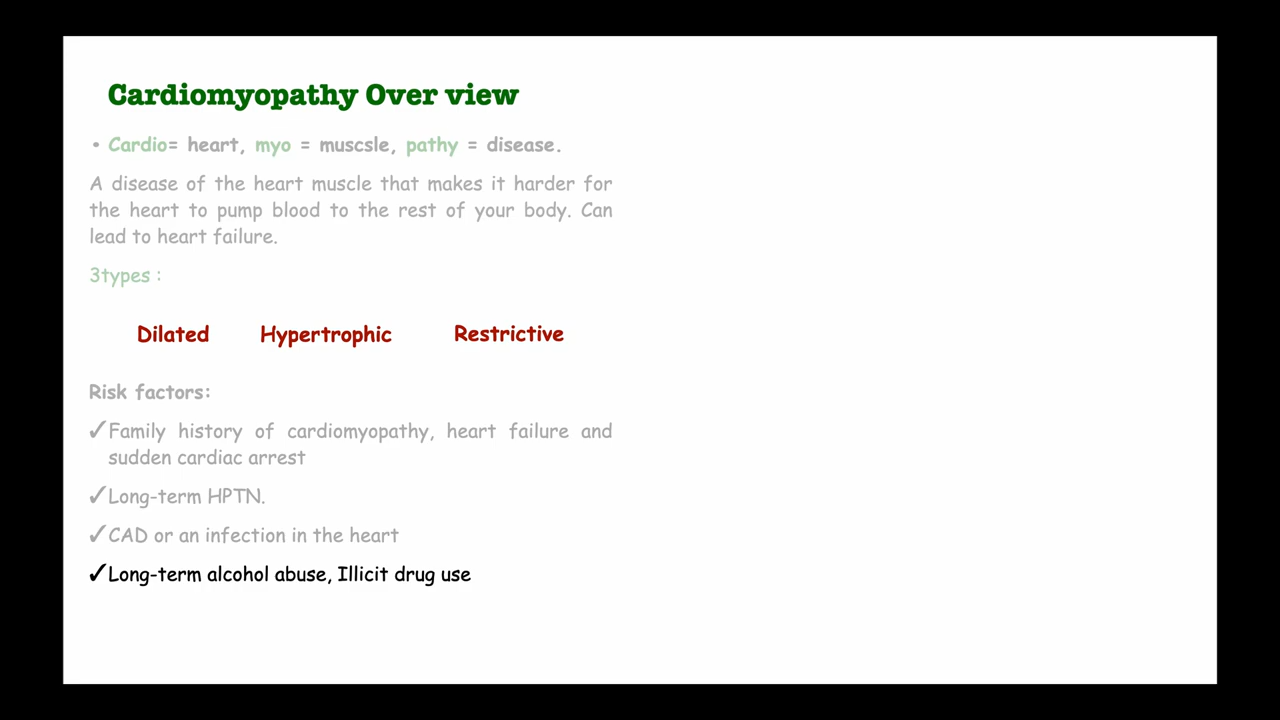 Cardiomyopathy Over view
• Cardio= heart, myo = muscsle, pathy = disease.
A disease of the heart muscle that makes it harder for
the heart to pump blood to the rest of your body. Can
lead to heart failure.
3types :
Dilated Hypertrophic Restrictive
Risk factors:
✓Family history of cardiomyopathy, heart failure and
sudden cardiac arrest
✓Long-term HPTN.
✓CAD or an infection in the heart
✓Long-term alcohol abuse, Illicit drug use